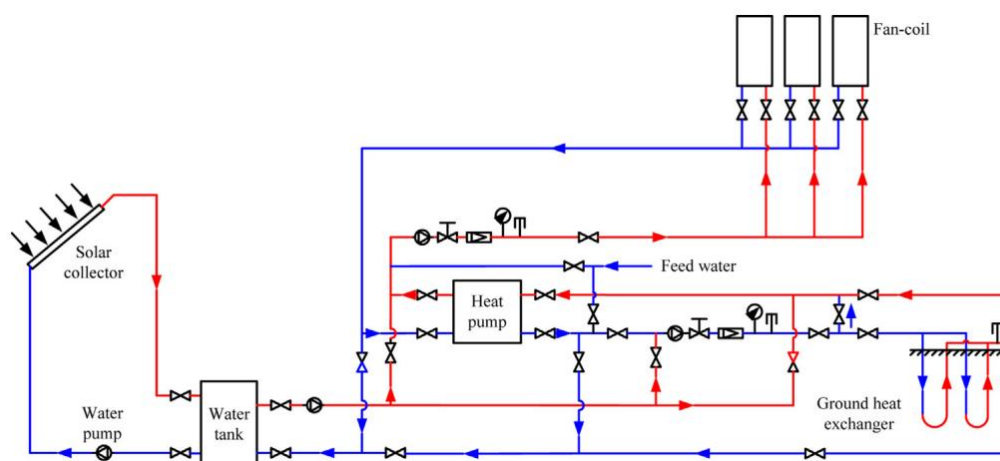 Fan-coil
Solar
collector
Feed water
Heat
pump
Water
pump
Water
tank
Ground heat
exchanger